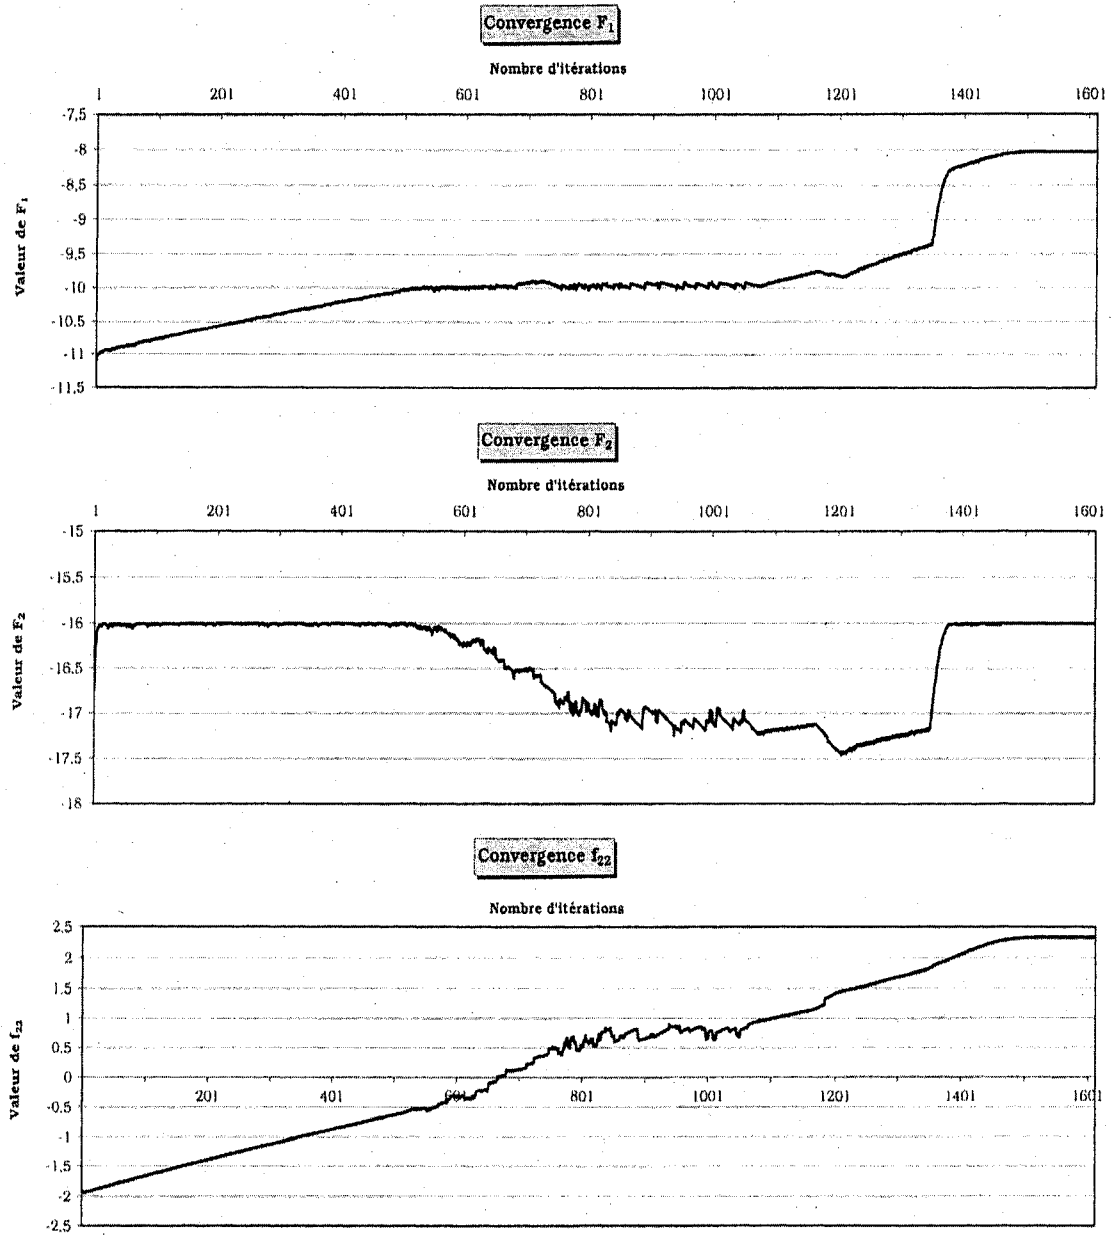 Convergence F₁
Nombre d'itérations
1 201 401 601 801 1001 1201 1401 1601
-7.5
-8
-8.5
-9
-9.5
-10
-10.5
-11
-11.5
Valeur de F₁
Convergence F₂
Nombre d'itérations
1 201 401 601 801 1001 1201 1401 1601
-15
-15.5
-16
-16.5
-17
-17.5
-18
Valeur de F₂
Convergence f₂₂
Nombre d'itérations
2.5
2
1.5
1
0.5
0
201 401 601 801 1001 1201 1401 1601
-0.5
-1
-1.5
-2
-2.5
Valeur de f₂₂